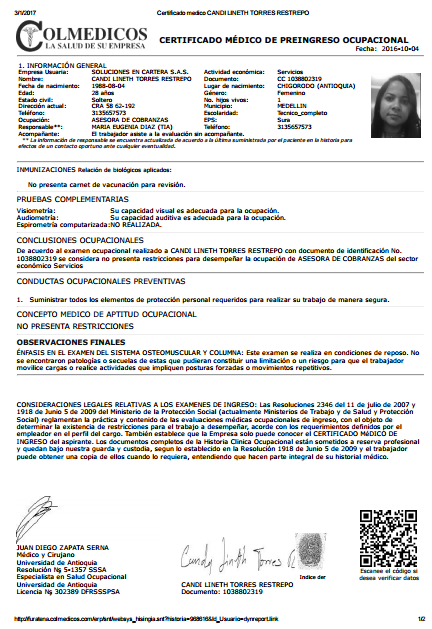 3/1/2017 Certificado medico CANDI LINETH TORRES RESTREPO
COLMEDICOS
LA SALUD DE SU EMPRESA
CERTIFICADO MÉDICO DE PREINGRESO OCUPACIONAL
Fecha: 2016-10-04
1. INFORMACIÓN GENERAL
Empresa Usuaria: SOLUCIONES EN CARTERA S.A.S. Actividad económica: Servicios
Nombre: CANDI LINETH TORRES RESTREPO Documento: CC 1038802319
Fecha de nacimiento: 1988-08-04 Lugar de nacimiento: CHIGORODO (ANTIOQUIA)
Edad: 28 años Género: Femenino
Estado civil: Soltero No. hijos vivos: 1
Dirección actual: CRA 58 62-192 Municipio: MEDELLIN
Teléfono: 3135657573 Escolaridad: Tecnico_completo
Ocupación: ASESORA DE COBRANZAS EPS: Sura
Responsable**: MARIA EUGENIA DIAZ (TIA) Teléfono: 3135657573
Acompañante: El trabajador asiste a la evaluación sin acompañante.
** La información de responsable se encuentra actualizada de acuerdo a la última suministrada por el paciente en la historia para
efectos de un contacto oportuno ante cualquier eventualidad.
INMUNIZACIONES Relación de biológicos aplicados:
No presenta carnet de vacunación para revisión.
PRUEBAS COMPLEMENTARIAS
Visiometría: Su capacidad visual es adecuada para la ocupación.
Audiometría: Su capacidad auditiva es adecuada para la ocupación.
Espirometría computarizada: NO REALIZADA.
CONCLUSIONES OCUPACIONALES
De acuerdo al examen ocupacional realizado a CANDI LINETH TORRES RESTREPO con documento de identificación No.
1038802319 se considera no presenta restricciones para desempeñar la ocupación de ASESORA DE COBRANZAS del sector
económico Servicios
CONDUCTAS OCUPACIONALES PREVENTIVAS
1. Suministrar todos los elementos de protección personal requeridos para realizar su trabajo de manera segura.
CONCEPTO MEDICO DE APTITUD OCUPACIONAL
NO PRESENTA RESTRICCIONES
OBSERVACIONES FINALES
ÉNFASIS EN EL EXAMEN DEL SISTEMA OSTEOMUSCULAR Y COLUMNA: Este examen se realiza en condiciones de reposo. No
se encontraron patologías o secuelas de estas que pudieran constituir una limitación o un riesgo para que el trabajador
movilice cargas o realice actividades que impliquen posturas forzadas o movimientos repetitivos.
CONSIDERACIONES LEGALES RELATIVAS A LOS EXAMENES DE INGRESO: Las Resoluciones 2346 del 11 de julio de 2007 y
1918 de Junio 5 de 2009 del Ministerio de la Protección Social (actualmente Ministerios de Trabajo y de Salud y Protección
Social) reglamentan la práctica y contenido de las evaluaciones médicas ocupacionales de ingreso, con el objeto de
determinar la existencia de restricciones para el trabajo a desempeñar, acorde con los requerimientos definidos por el
empleador en el perfil del cargo. También establece que la Empresa solo puede conocer el CERTIFICADO MéDICO DE
INGRESO del aspirante. Los documentos completos de la Historia Clínica Ocupacional están sometidos a reserva profesional
y quedan bajo nuestra guarda y custodia, segun lo establecido en la Resolución 1918 de Junio 5 de 2009 y el trabajador
puede obtener una copia de ellos cuando lo requiera, entendiendo que hacen parte integral de su historial médico.
Candy Lineth Torres R
JUAN DIEGO ZAPATA SERNA
Médico y Cirujano
Universidad de Antioquia
Resolución Nº 5-1357 SSSA
Especialista en Salud Ocupacional
Universidad de Antioquia
Licencia Nº 302389 DFRSSSPSA
CANDI LINETH TORRES RESTREPO
Documento: 1038802319
Indice der
Escanee el código si
desea verificar datos
1/2